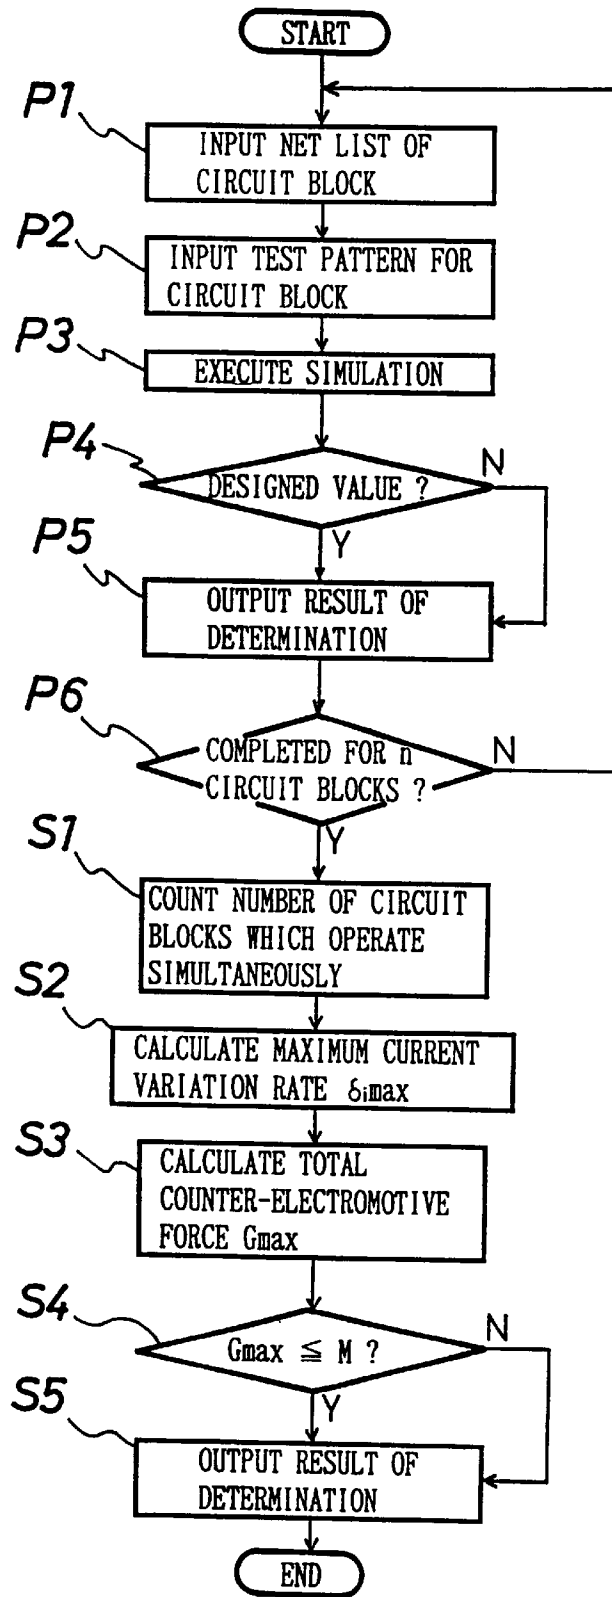 START
P1
INPUT NET LIST OF
CIRCUIT BLOCK
P2
INPUT TEST PATTERN FOR
CIRCUIT BLOCK
P3
EXECUTE SIMULATION
P4
DESIGNED VALUE ?
N
Y
P5
OUTPUT RESULT OF
DETERMINATION
P6
COMPLETED FOR n
CIRCUIT BLOCKS ?
N
Y
S1
COUNT NUMBER OF CIRCUIT
BLOCKS WHICH OPERATE
SIMULTANEOUSLY
S2
CALCULATE MAXIMUM CURRENT
VARIATION RATE δimax
S3
CALCULATE TOTAL
COUNTER-ELECTROMOTIVE
FORCE Gmax
S4
Gmax ≦ M ?
N
Y
S5
OUTPUT RESULT OF
DETERMINATION
END